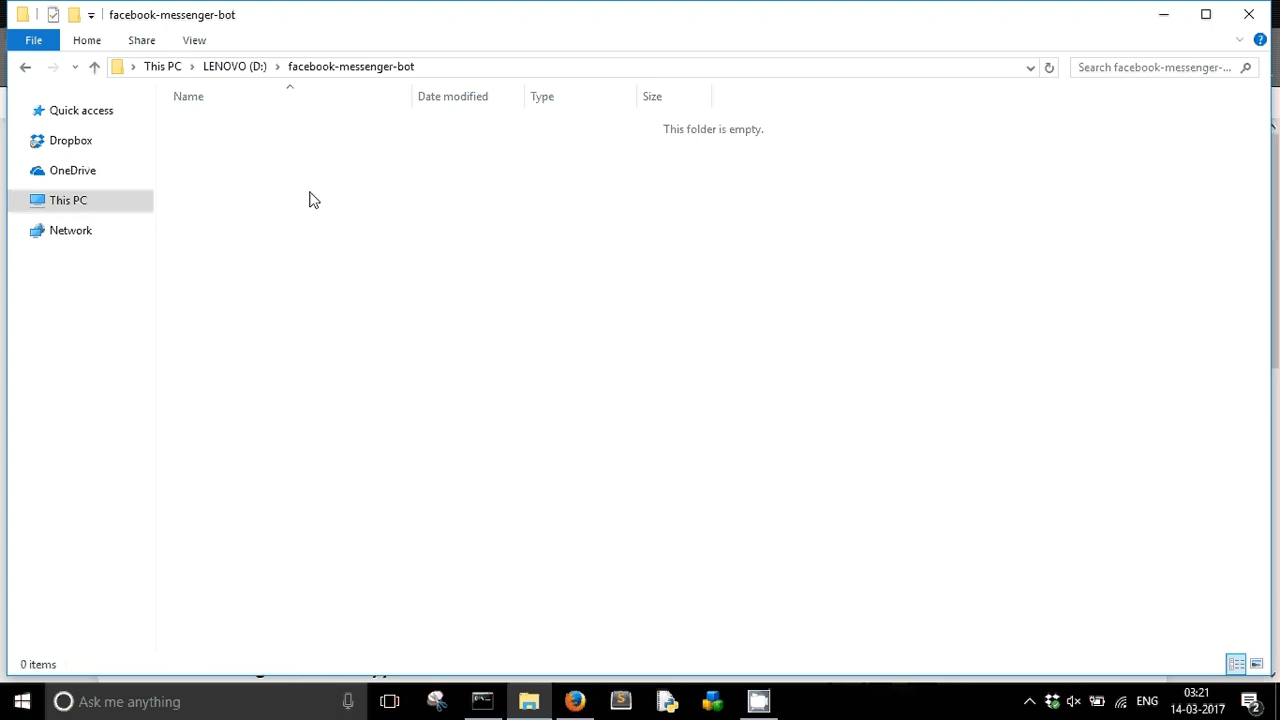 facebook-messenger-bot
File Home Share View
This PC LENOVO (D:) facebook-messenger-bot Search facebook-messenger-...
Name Date modified Type Size
This folder is empty.
Quick access
Dropbox
OneDrive
This PC
Network
0 items
Ask me anything
ENG
03:21
14-03-2017
2